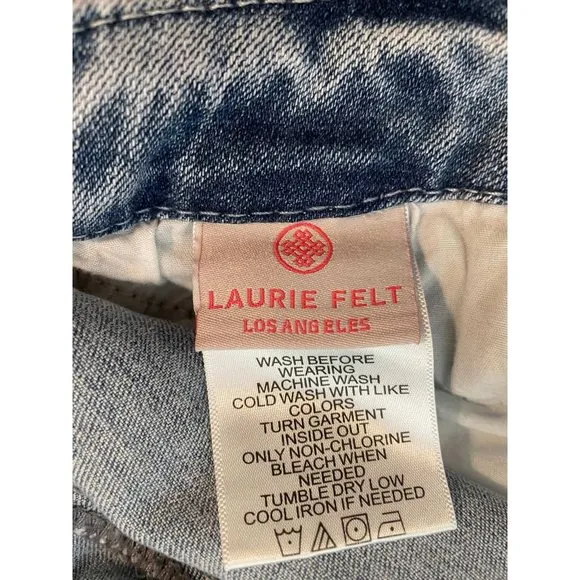 LAURIE FELT
LOS ANGELES
WASH BEFORE
WEARING
MACHINE WASH
COLD WASH WITH LIKE
COLORS
TURN GARMENT
INSIDE OUT
ONLY NON-CHLORINE
BLEACH WHEN
NEEDED
TUMBLE DRY LOW
COOL IRON IF NEEDED